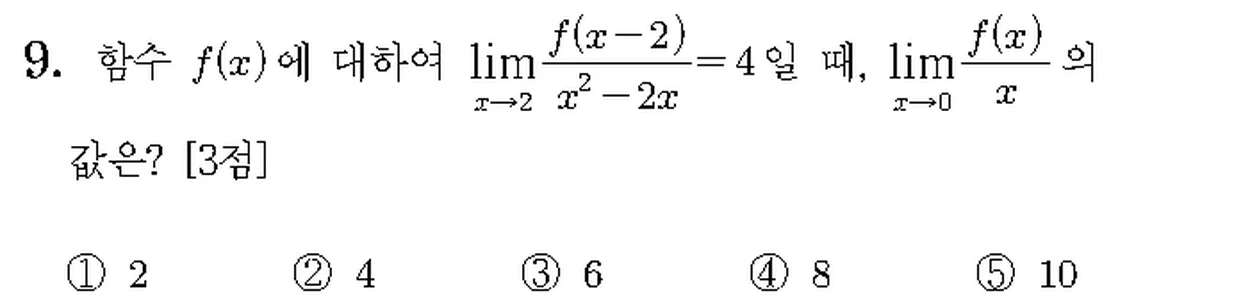 9. 함수 f(x)에 대하여 lim_{x→2} f(x-2)/(x²-2x) = 4일 때, lim_{x→0} f(x)/x 의
값은? [3점]
① 2 ② 4 ③ 6 ④ 8 ⑤ 10